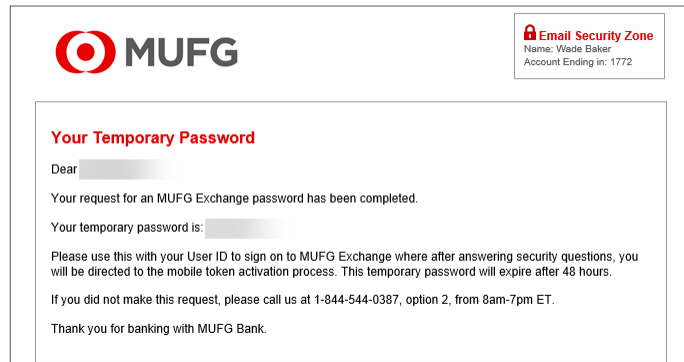 MUFG
Email Security Zone
Name: Wade Baker
Account Ending in: 1772
Your Temporary Password
Dear
Your request for an MUFG Exchange password has been completed.
Your temporary password is:
Please use this with your User ID to sign on to MUFG Exchange where after answering security questions, you
will be directed to the mobile token activation process. This temporary password will expire after 48 hours.
If you did not make this request, please call us at 1-844-544-0387, option 2, from 8am-7pm ET.
Thank you for banking with MUFG Bank.